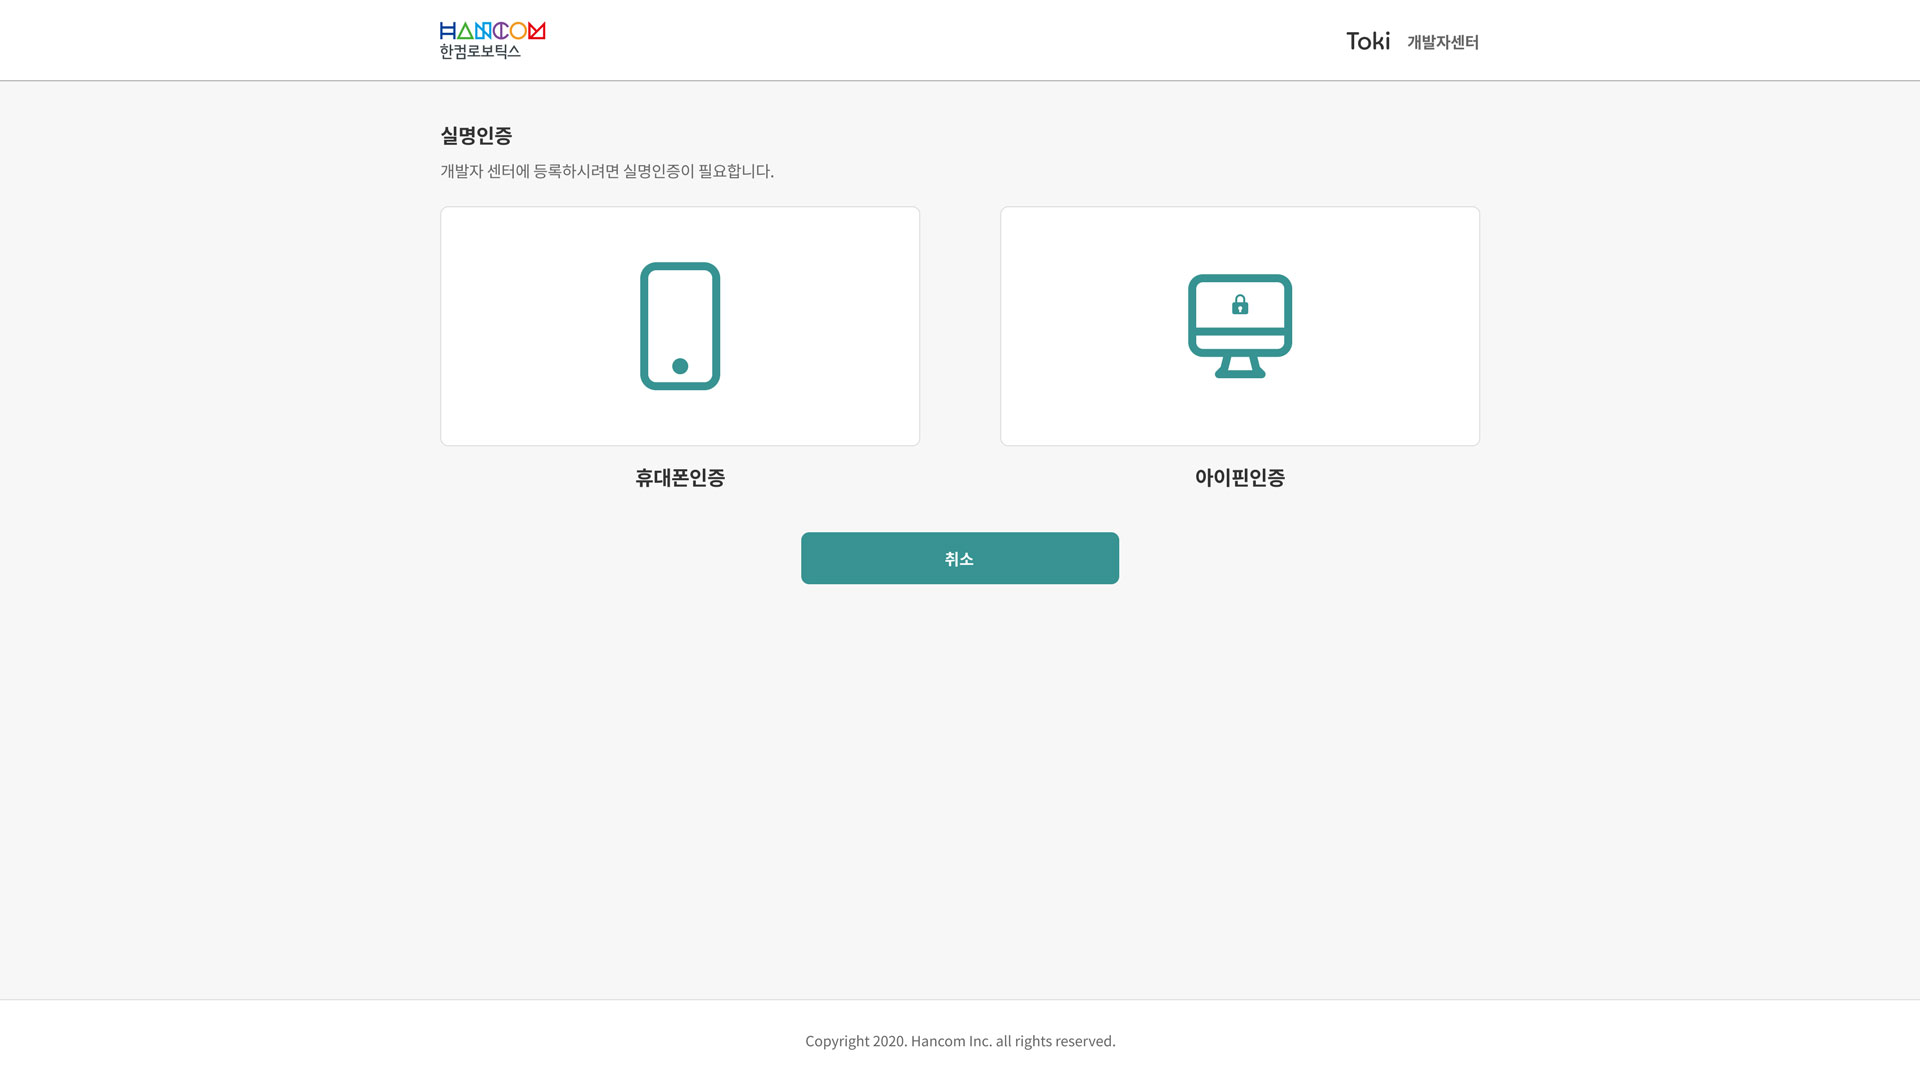 HANCOM
한컴로보틱스
Toki 개발자센터
실명인증
개발자 센터에 등록하시려면 실명인증이 필요합니다.
휴대폰인증
아이핀인증
취소
Copyright 2020. Hancom Inc. all rights reserved.